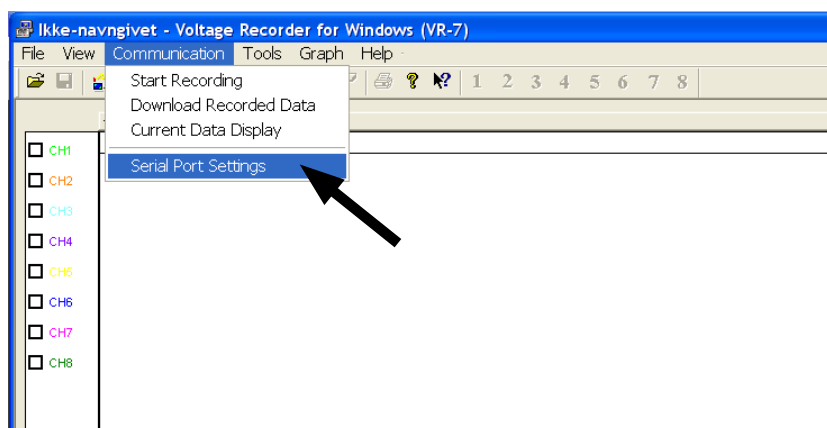 Ikke-navngivet - Voltage Recorder for Windows (VR-7)
File View Communication Tools Graph Help
1 2 3 4 5 6 7 8
Start Recording
Download Recorded Data
Current Data Display
Serial Port Settings
CH1
CH2
CH3
CH4
CH5
CH6
CH7
CH8